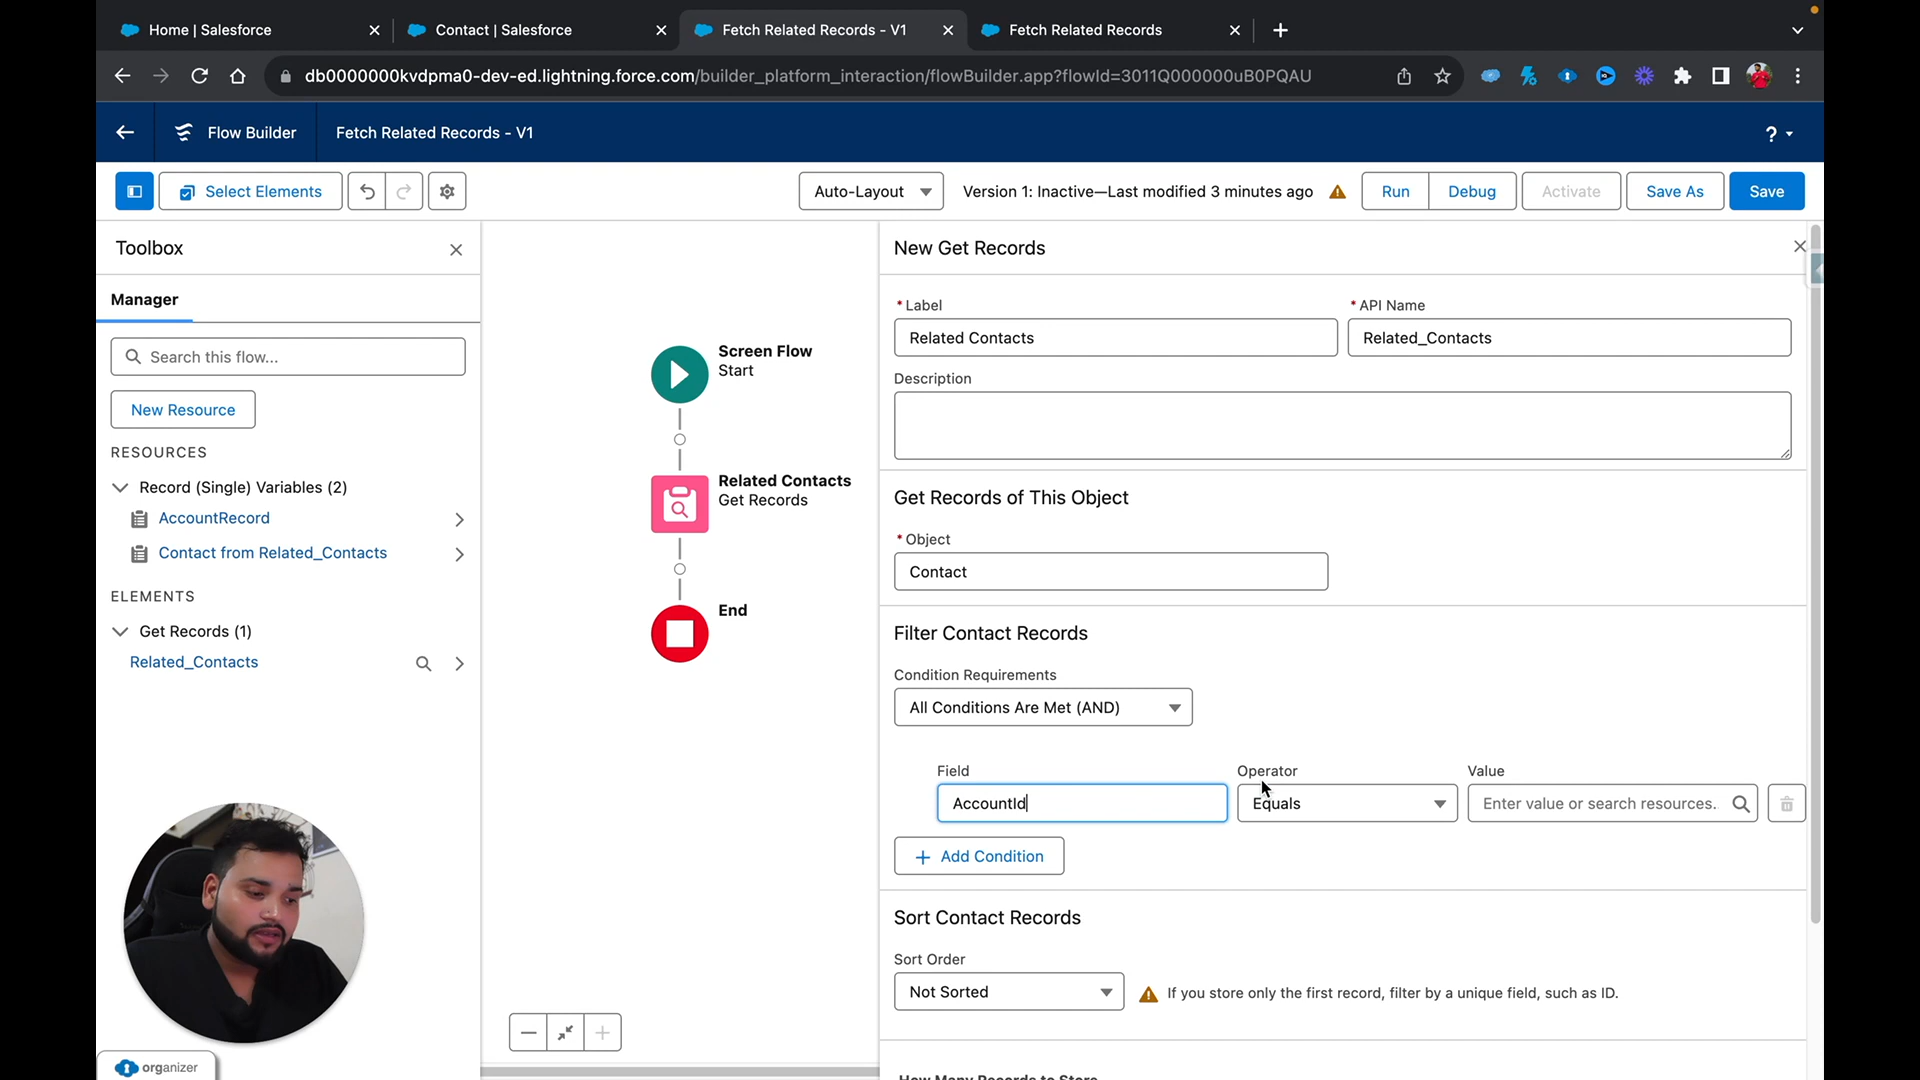 Home | Salesforce
Contact | Salesforce
Fetch Related Records - V1
Fetch Related Records
db0000000kvdpma0-dev-ed.lightning.force.com/builder_platform_interaction/flowBuilder.app?flowId=3011Q000000uB0PQAU
Flow Builder
Fetch Related Records - V1
?
Select Elements
Auto-Layout
Version 1: Inactive—Last modified 3 minutes ago
Run
Debug
Activate
Save As
Save
Toolbox
Manager
Search this flow...
New Resource
RESOURCES
Record (Single) Variables (2)
AccountRecord
Contact from Related_Contacts
ELEMENTS
Get Records (1)
Related_Contacts
organizer
Screen Flow
Start
Related Contacts
Get Records
End
New Get Records
* Label
* API Name
Related Contacts
Related_Contacts
Description
Get Records of This Object
* Object
Contact
Filter Contact Records
Condition Requirements
All Conditions Are Met (AND)
Field
Operator
Value
AccountId
Equals
Enter value or search resources.
Add Condition
Sort Contact Records
Sort Order
Not Sorted
If you store only the first record, filter by a unique field, such as ID.
How Many Records to Store